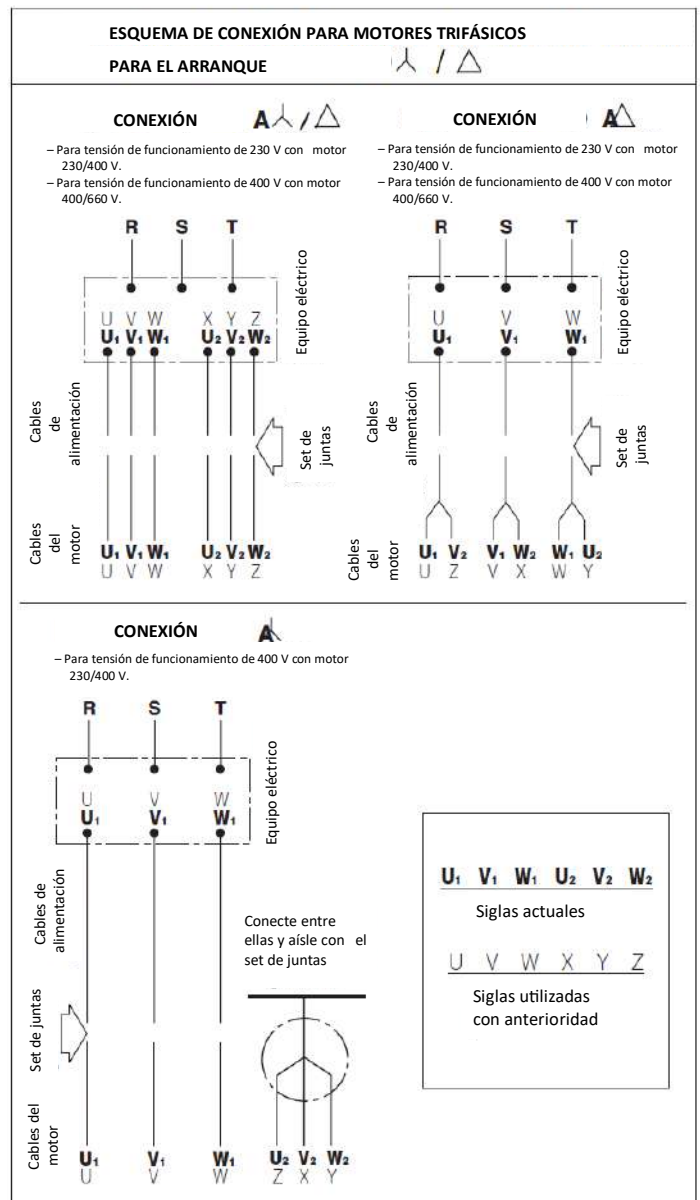 ESQUEMA DE CONEXIÓN PARA MOTORES TRIFÁSICOS
PARA EL ARRANQUE /
CONEXIÓN A /
– Para tensión de funcionamiento de 230 V con motor
230/400 V.
– Para tensión de funcionamiento de 400 V con motor
400/660 V.
R S T
Equipo eléctrico
U V W X Y Z
U1 V1 W1 U2 V2 W2
Cables
de
alimentación
Set de
juntas
Cables
del
motor
U1 V1 W1 U2 V2 W2
U V W X Y Z
CONEXIÓN A
– Para tensión de funcionamiento de 230 V con motor
230/400 V.
– Para tensión de funcionamiento de 400 V con motor
400/660 V.
R S T
Equipo eléctrico
U V W
U1 V1 W1
Cables
de
alimentación
Set de
juntas
Cables
del
motor
U1 V2 V1 W2 W1 U2
U Z V X W Y
CONEXIÓN A
– Para tensión de funcionamiento de 400 V con motor
230/400 V.
R S T
Equipo eléctrico
U V W
U1 V1 W1
Cables de
alimentación
Conecte entre
ellas y aísle con el
set de juntas
Set de juntas
Cables del
motor
U1 V1 W1 U2 V2 W2
U V W Z X Y
U1 V1 W1 U2 V2 W2
Siglas actuales
U V W X Y Z
Siglas utilizadas
con anterioridad